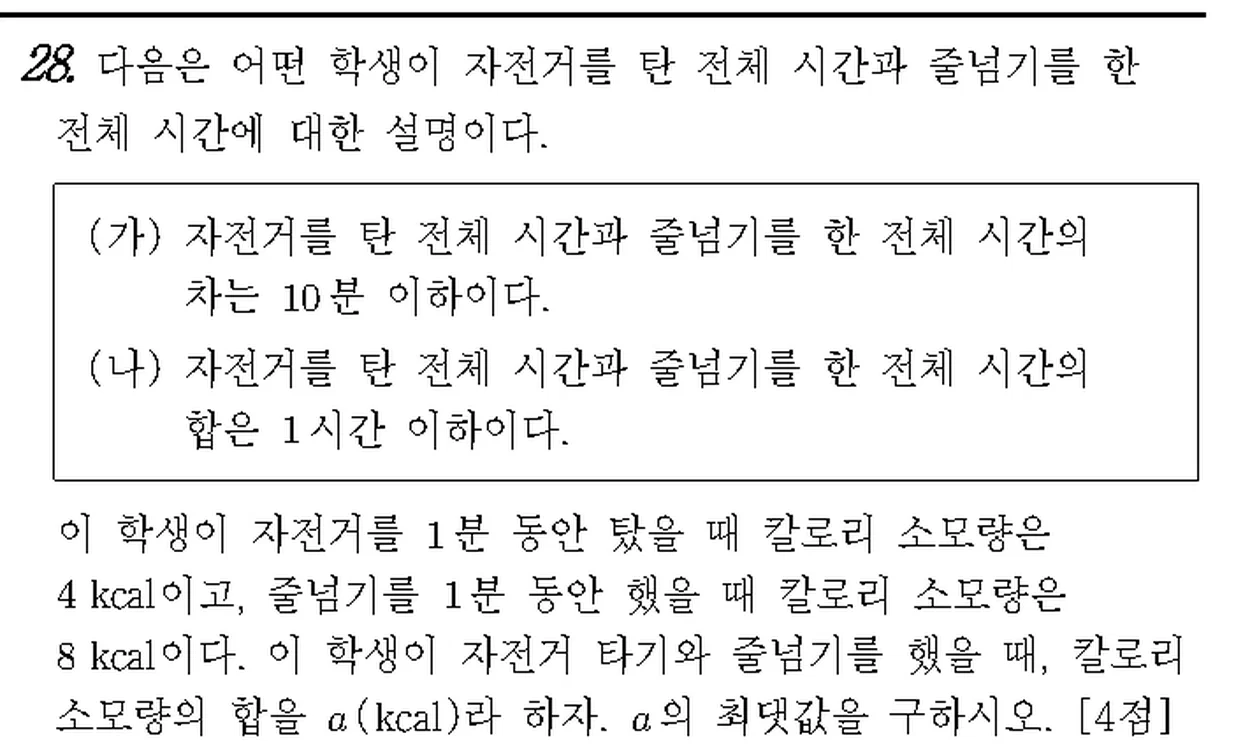 28. 다음은 어떤 학생이 자전거를 탄 전체 시간과 줄넘기를 한
전체 시간에 대한 설명이다.
(가) 자전거를 탄 전체 시간과 줄넘기를 한 전체 시간의
차는 10분 이하이다.
(나) 자전거를 탄 전체 시간과 줄넘기를 한 전체 시간의
합은 1시간 이하이다.
이 학생이 자전거를 1분 동안 탔을 때 칼로리 소모량은
4 kcal이고, 줄넘기를 1분 동안 했을 때 칼로리 소모량은
8 kcal이다. 이 학생이 자전거 타기와 줄넘기를 했을 때, 칼로리
소모량의 합을 a(kcal)라 하자. a의 최댓값을 구하시오. [4점]